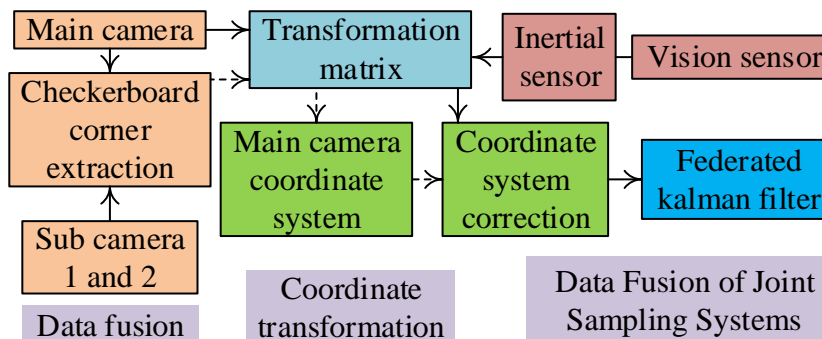 Main camera
Checkerboard
corner
extraction
Sub camera
1 and 2
Data fusion
Transformation
matrix
Main camera
coordinate
system
Coordinate
transformation
Inertial
sensor
Vision sensor
Coordinate
system
correction
Federated
kalman filter
Data Fusion of Joint
Sampling Systems